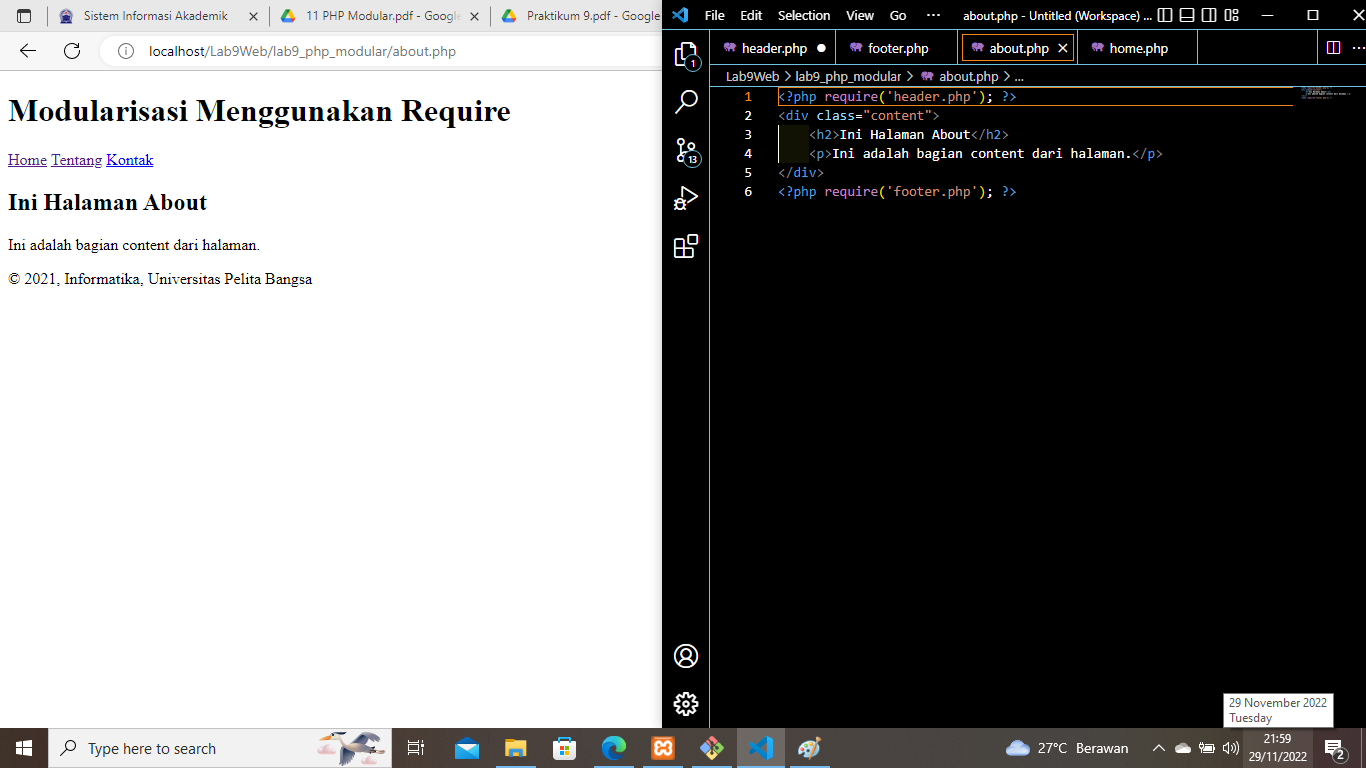 Sistem Informasi Akademik
11 PHP Modular.pdf - Google
Praktikum 9.pdf - Google
localhost/Lab9Web/lab9_php_modular/about.php
Modularisasi Menggunakan Require
Home Tentang Kontak
Ini Halaman About
Ini adalah bagian content dari halaman.
© 2021, Informatika, Universitas Pelita Bangsa
File Edit Selection View Go ··· about.php - Untitled (Workspace) ...
1
13
header.php footer.php about.php home.php
Lab9Web > lab9_php_modular > about.php > ...
1 <?php require('header.php'); ?>
2 <div class="content">
3 <h2>Ini Halaman About</h2>
4 <p>Ini adalah bagian content dari halaman.</p>
5 </div>
6 <?php require('footer.php'); ?>
29 November 2022
Tuesday
Type here to search
27°C Berawan
21:59
29/11/2022
2